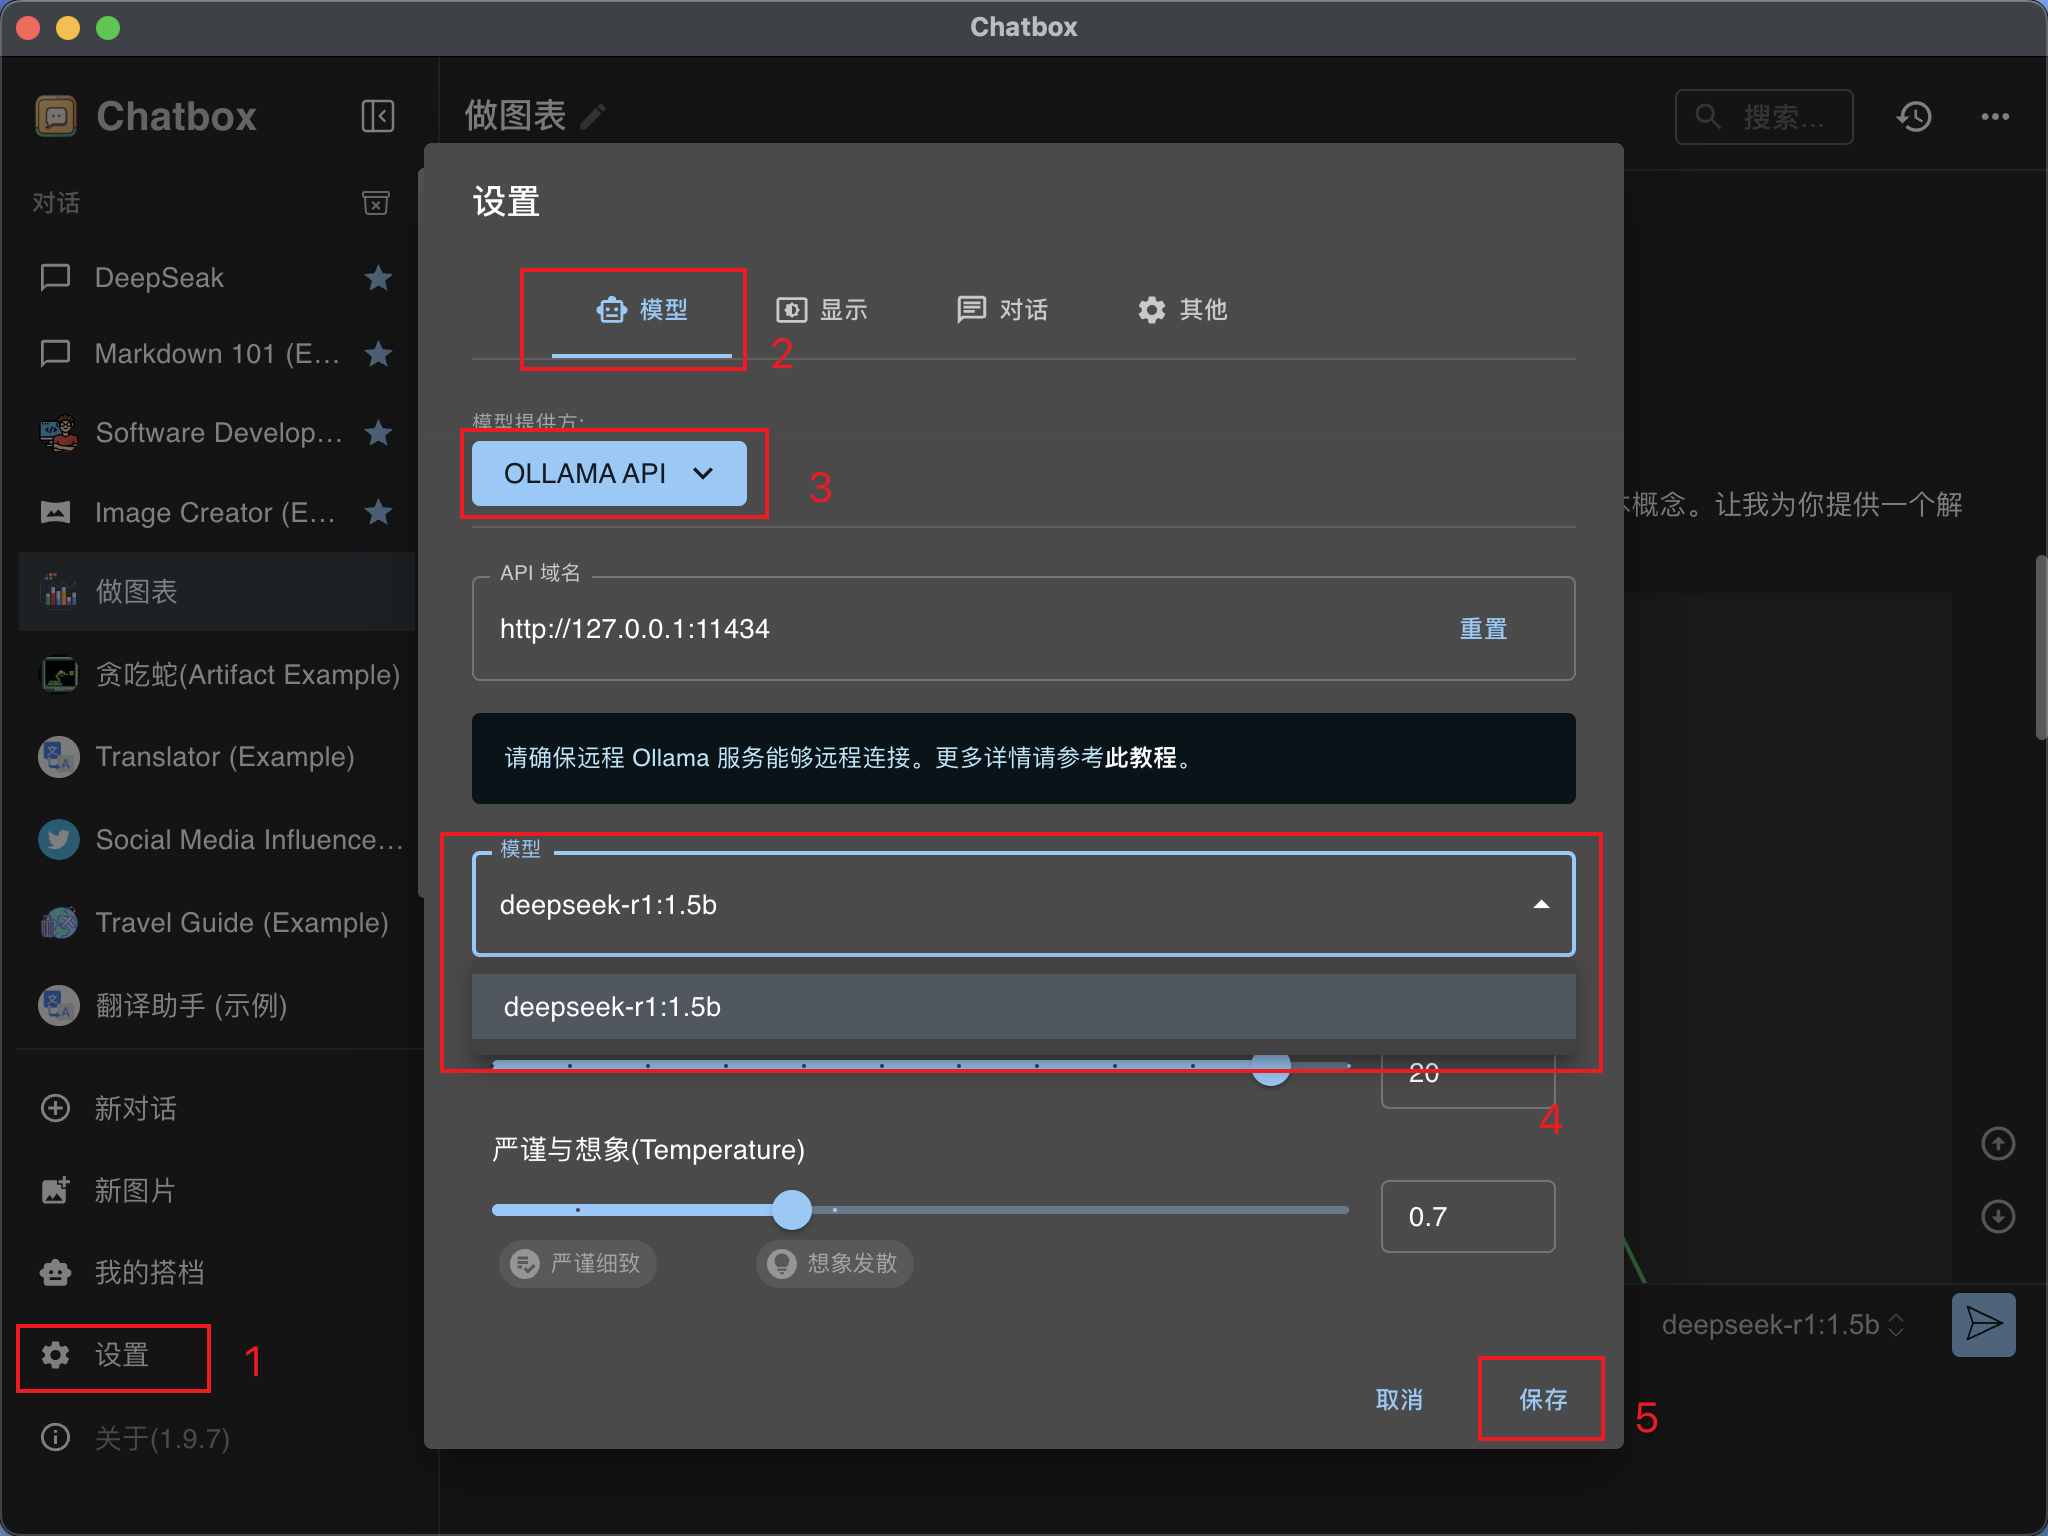 Chatbox
Chatbox
做图表
搜索...
对话
DeepSeak
Markdown 101 (E...
Software Develop...
Image Creator (E...
做图表
贪吃蛇(Artifact Example)
Translator (Example)
Social Media Influence...
Travel Guide (Example)
翻译助手 (示例)
新对话
新图片
我的搭档
设置
1
关于(1.9.7)
设置
模型
显示
对话
其他
2
模型提供方:
OLLAMA API
3
API 域名
http://127.0.0.1:11434
重置
请确保远程 Ollama 服务能够远程连接。更多详情请参考此教程。
模型
deepseek-r1:1.5b
deepseek-r1:1.5b
20
4
严谨与想象(Temperature)
0.7
严谨细致
想象发散
取消
保存
5
概念。让我为你提供一个解
deepseek-r1:1.5b